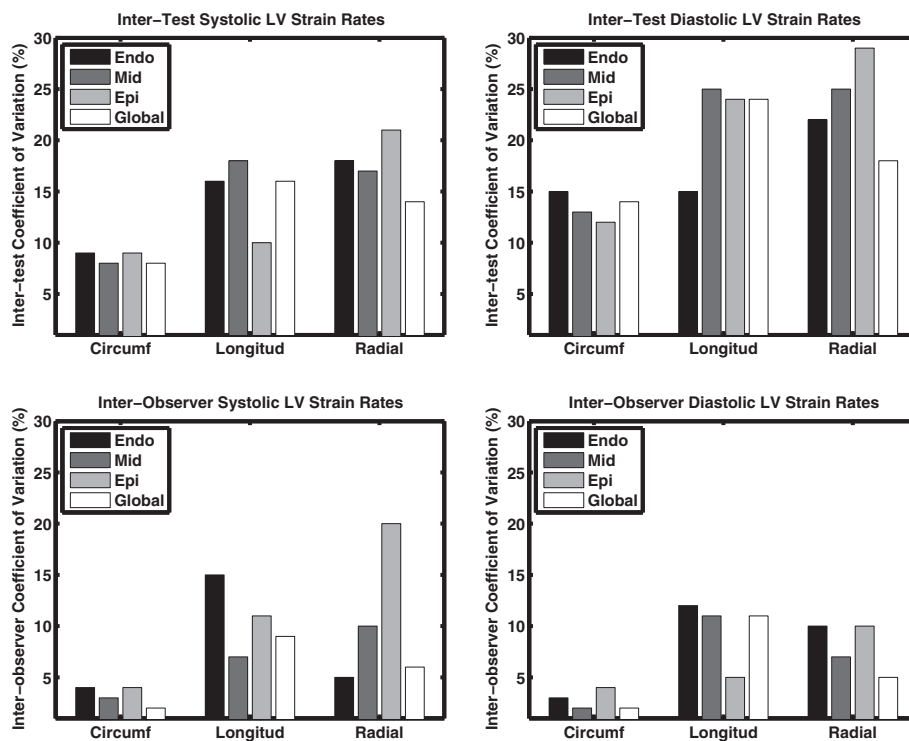 Inter−Test Systolic LV Strain Rates
Inter-test Coefficient of Variation (%)
30
25
20
15
10
5
Endo
Mid
Epi
Global
Circumf Longitud Radial
Inter−Test Diastolic LV Strain Rates
Inter-test Coefficient of Variation (%)
30
25
20
15
10
5
Endo
Mid
Epi
Global
Circumf Longitud Radial
Inter−Observer Systolic LV Strain Rates
Inter-observer Coefficient of Variation (%)
30
25
20
15
10
5
Endo
Mid
Epi
Global
Circumf Longitud Radial
Inter−Observer Diastolic LV Strain Rates
Inter-observer Coefficient of Variation (%)
30
25
20
15
10
5
Endo
Mid
Epi
Global
Circumf Longitud Radial